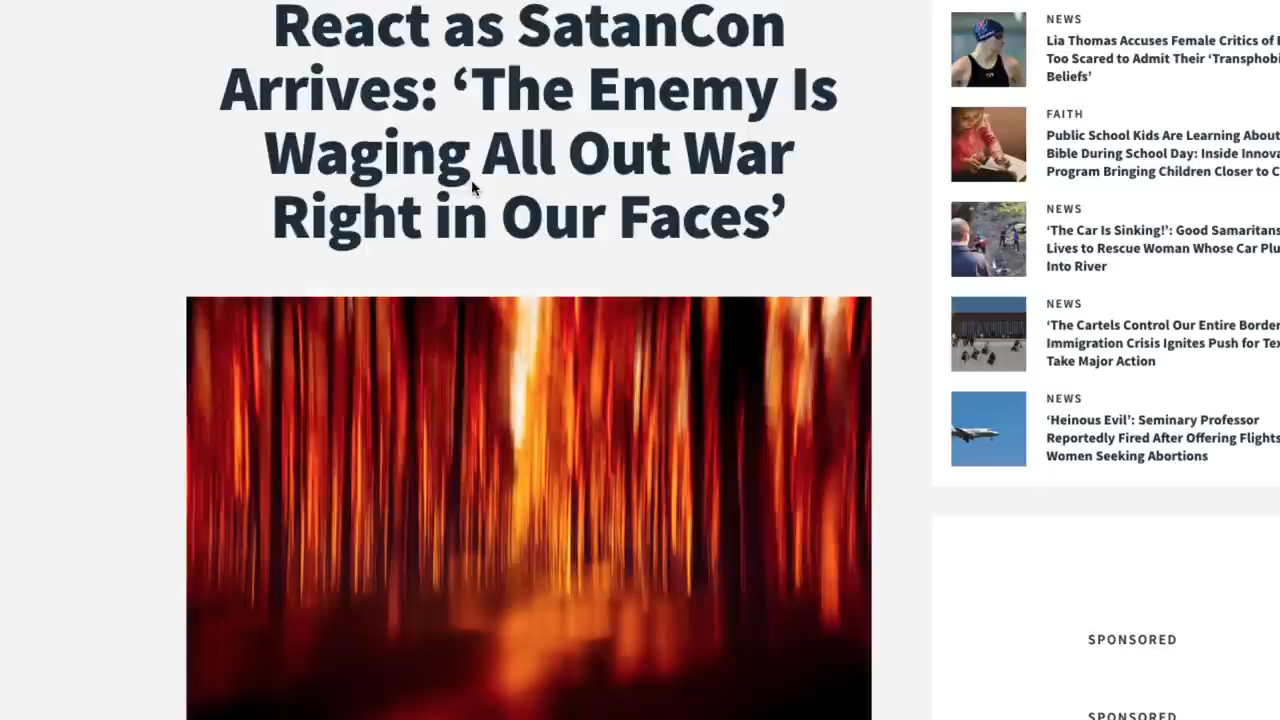 React as SatanCon
Arrives: ‘The Enemy Is
Waging All Out War
Right in Our Faces’
NEWS
Lia Thomas Accuses Female Critics of
Too Scared to Admit Their
Beliefs’
FAITH
Public School Kids Are Learning About
Bible During School Day: Inside
Program Bringing Children Closer to
NEWS
‘The Car Is Sinking!’: Good Samaritans
Lives to Rescue Woman Whose Car
Into River
NEWS
‘The Cartels Control Our Entire Border
Immigration Crisis Ignites Push for
Take Major Action
NEWS
‘Heinous Evil’: Seminary Professor
Reportedly Fired After Offering Flights
Women Seeking Abortions
SPONSORED
SPONSORED